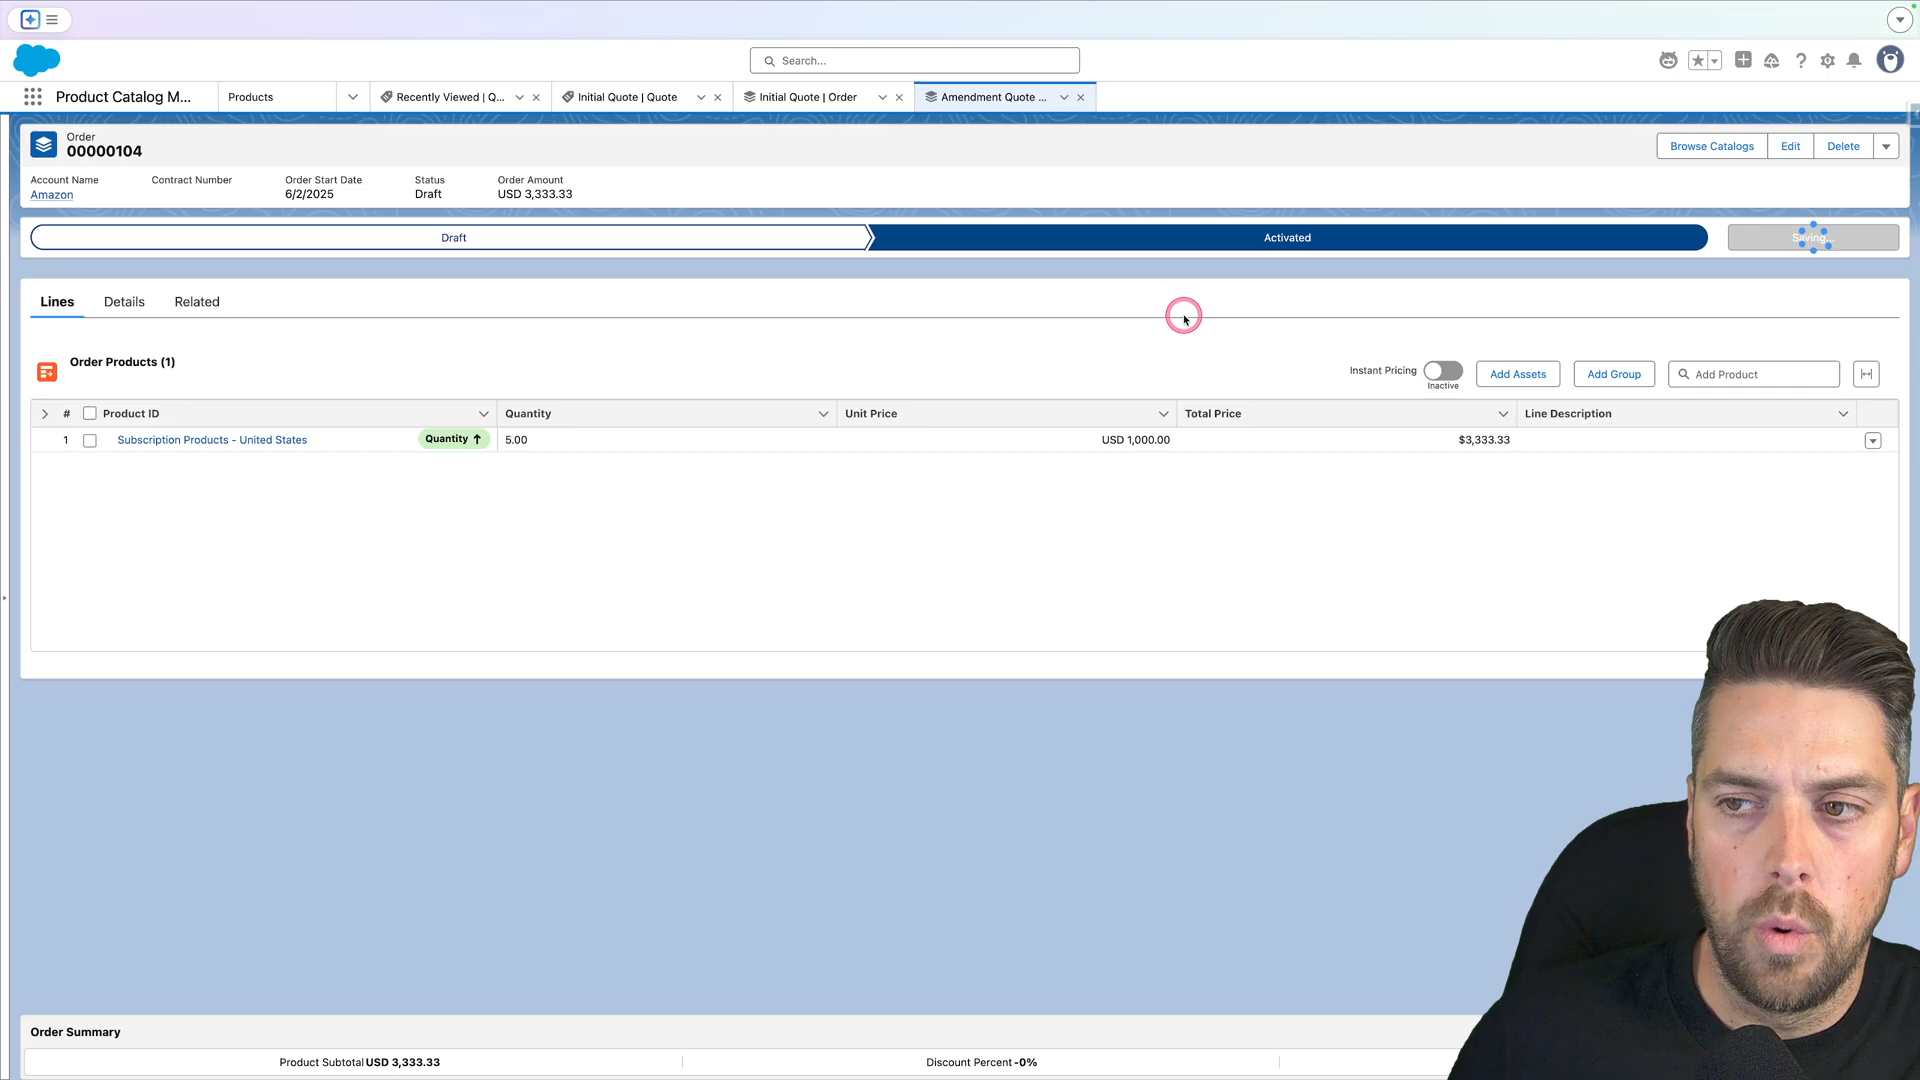 Search...
Product Catalog M...
Products
Recently Viewed | Q...
Initial Quote | Quote
Initial Quote | Order
Amendment Quote ...
Order
00000104
Browse Catalogs
Edit
Delete
Account Name
Contract Number
Order Start Date
Status
Order Amount
Amazon
6/2/2025
Draft
USD 3,333.33
Draft
Activated
Saving...
Lines
Details
Related
Order Products (1)
Instant Pricing
Inactive
Add Assets
Add Group
Add Product
#
Product ID
Quantity
Unit Price
Total Price
Line Description
1
Subscription Products - United States
Quantity ↑
5.00
USD 1,000.00
$3,333.33
Order Summary
Product Subtotal USD 3,333.33
Discount Percent -0%